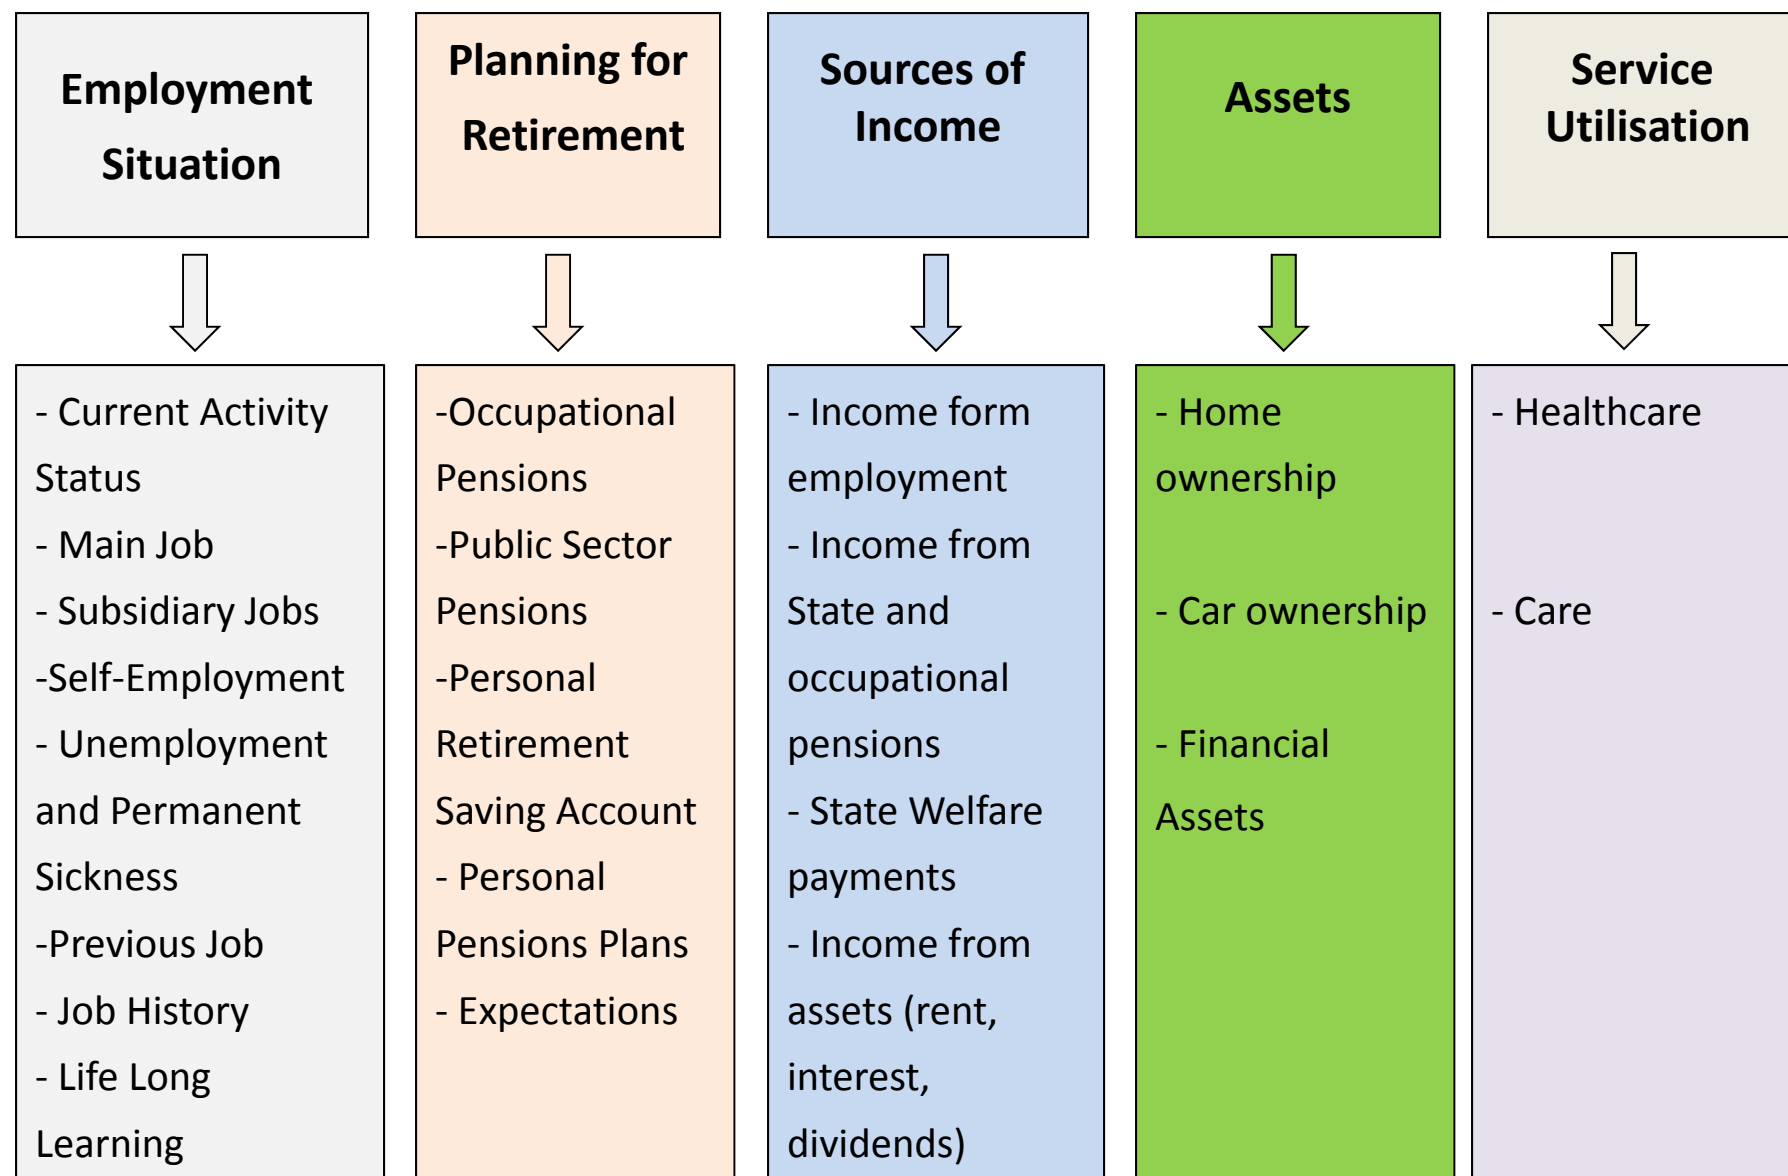 Employment
Situation
Planning for
Retirement
Sources of
Income
Assets
Service
Utilisation
- Current Activity
Status
- Main Job
- Subsidiary Jobs
-Self-Employment
- Unemployment
and Permanent
Sickness
-Previous Job
- Job History
- Life Long
Learning
-Occupational
Pensions
-Public Sector
Pensions
-Personal
Retirement
Saving Account
- Personal
Pensions Plans
- Expectations
- Income form
employment
- Income from
State and
occupational
pensions
- State Welfare
payments
- Income from
assets (rent,
interest,
dividends)
- Home
ownership
- Car ownership
- Financial
Assets
- Healthcare
- Care